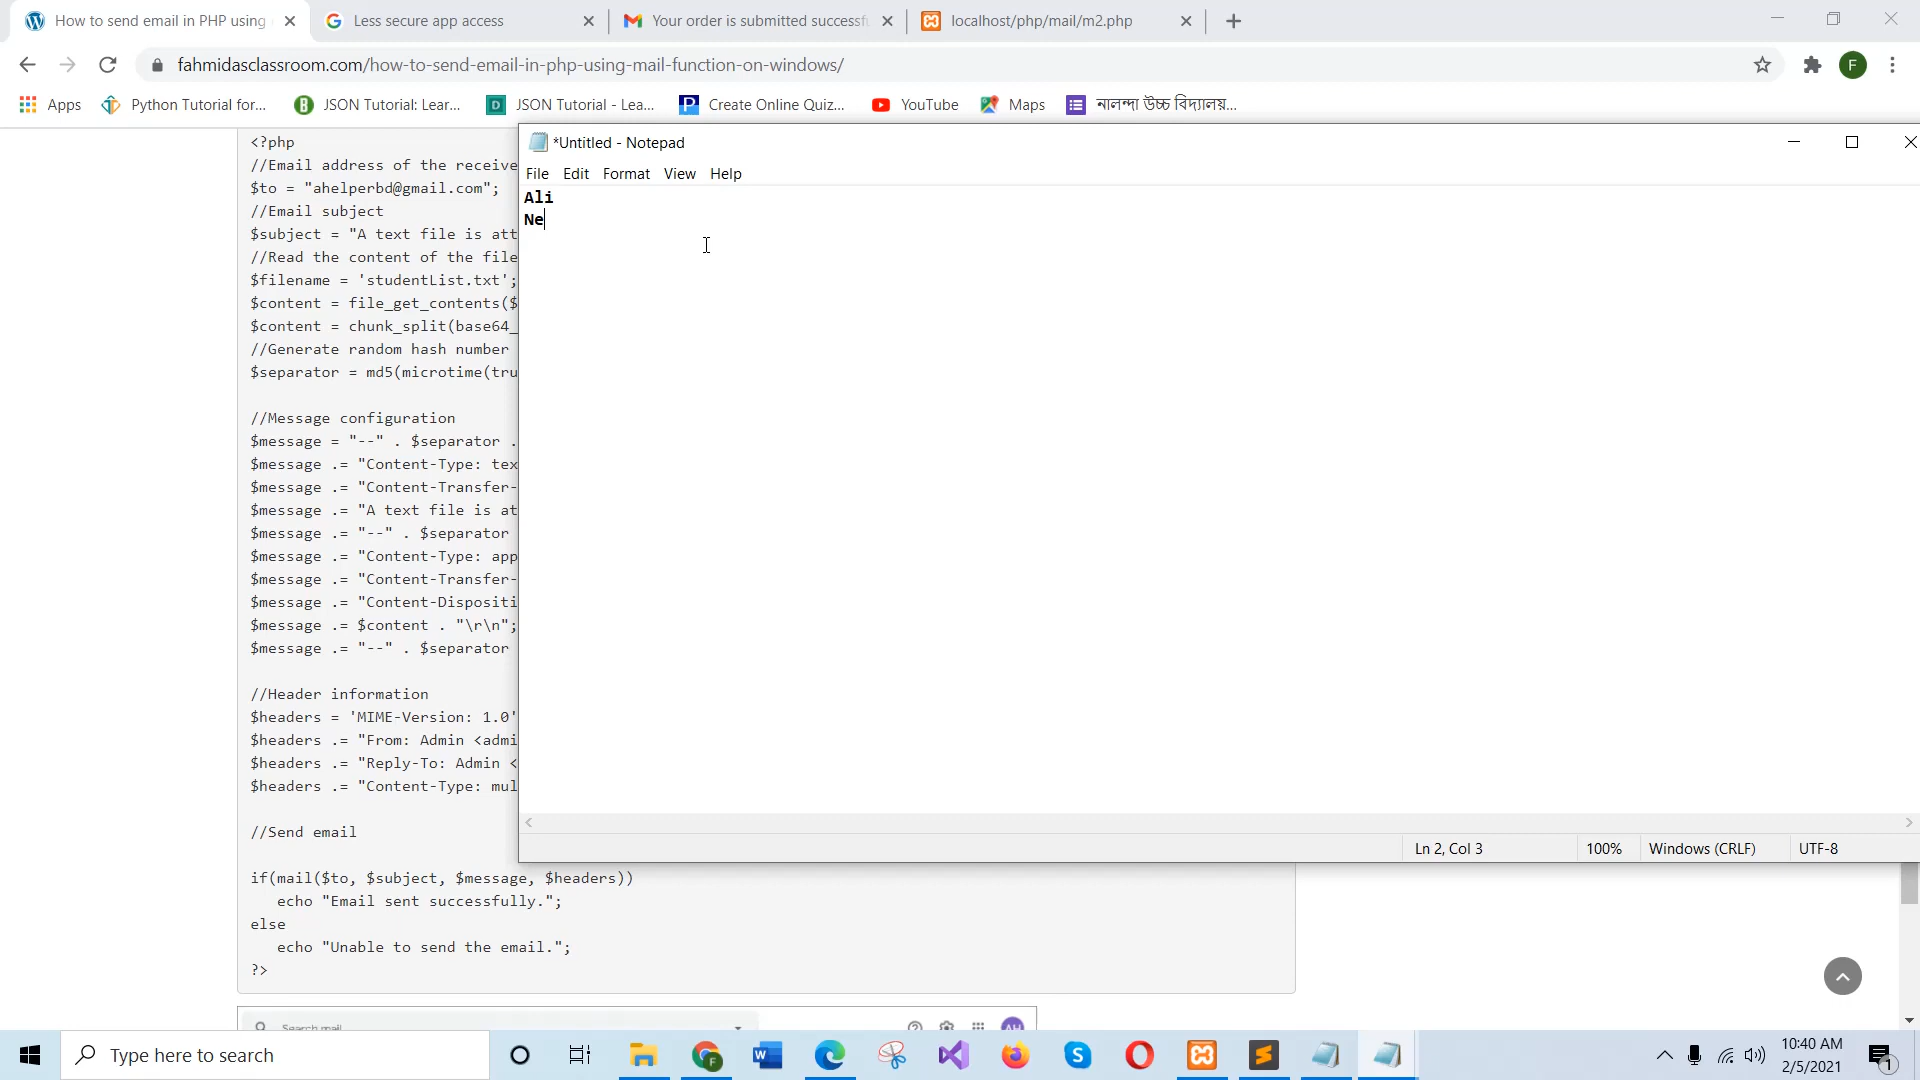 How to send email in PHP using
Less secure app access
Your order is submitted successfu
localhost/php/mail/m2.php
fahmidasclassroom.com/how-to-send-email-in-php-using-mail-function-on-windows/
F
Apps
Python Tutorial for...
JSON Tutorial: Lear...
JSON Tutorial - Lea...
Create Online Quiz...
YouTube
Maps
নালন্দা উচ্চ বিদ্যালয়...
<?php
//Email address of the receive
$to = "ahelperbd@gmail.com";
//Email subject
$subject = "A text file is att
//Read the content of the file
$filename = 'studentList.txt';
$content = file_get_contents($
$content = chunk_split(base64_
//Generate random hash number
$separator = md5(microtime(tru
//Message configuration
$message = "--" . $separator .
$message .= "Content-Type: tex
$message .= "Content-Transfer-
$message .= "A text file is at
$message .= "--" . $separator
$message .= "Content-Type: app
$message .= "Content-Transfer-
$message .= "Content-Dispositi
$message .= $content . "\r\n";
$message .= "--" . $separator
//Header information
$headers = 'MIME-Version: 1.0'
$headers .= "From: Admin <admi
$headers .= "Reply-To: Admin <
$headers .= "Content-Type: mul
//Send email
if(mail($to, $subject, $message, $headers))
echo "Email sent successfully.";
else
echo "Unable to send the email.";
?>
*Untitled - Notepad
File Edit Format View Help
Ali
Ne
Ln 2, Col 3
100%
Windows (CRLF)
UTF-8
Search mail
AH
Type here to search
10:40 AM
2/5/2021
1